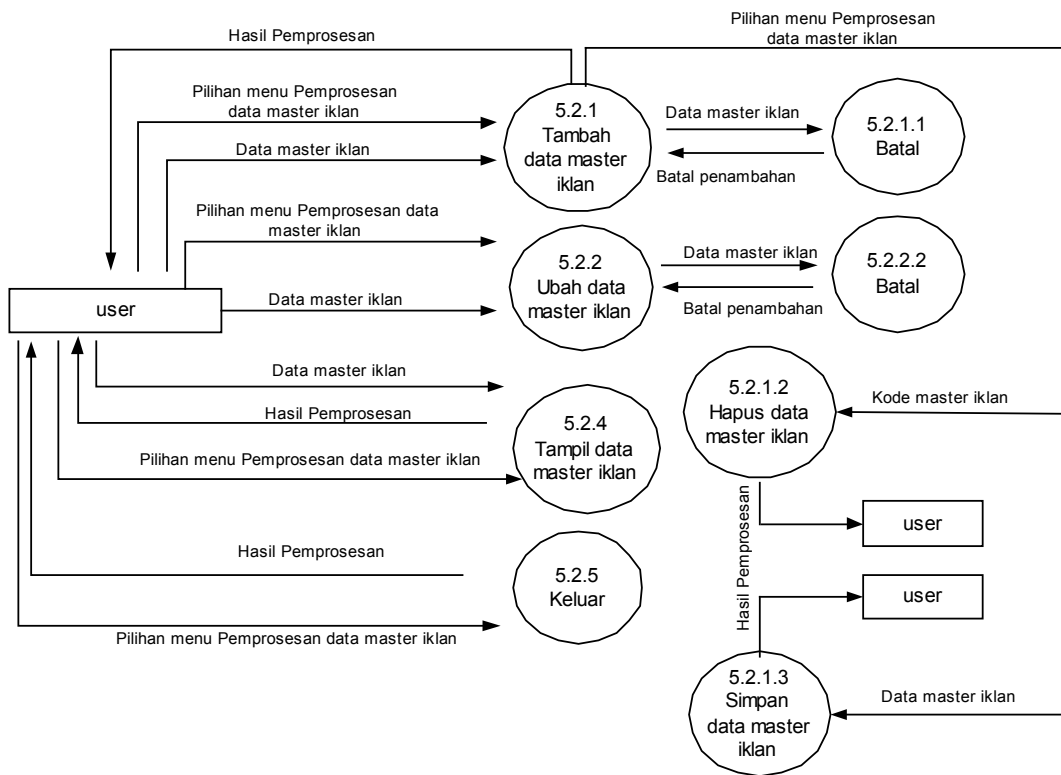 Hasil Pemprosesan
Pilihan menu Pemprosesan
data master iklan
Pilihan menu Pemprosesan
data master iklan
Data master iklan
5.2.1
Tambah
data master
iklan
Data master iklan
Batal penambahan
5.2.1.1
Batal
Pilihan menu Pemprosesan data
master iklan
Data master iklan
5.2.2
Ubah data
master iklan
Data master iklan
Batal penambahan
5.2.2.2
Batal
user
Data master iklan
Hasil Pemprosesan
Pilihan menu Pemprosesan data master iklan
5.2.4
Tampil data
master iklan
5.2.1.2
Hapus data
master iklan
Kode master iklan
Hasil Pemprosesan
user
user
Hasil Pemprosesan
Pilihan menu Pemprosesan data master iklan
5.2.5
Keluar
5.2.1.3
Simpan
data master
iklan
Data master iklan